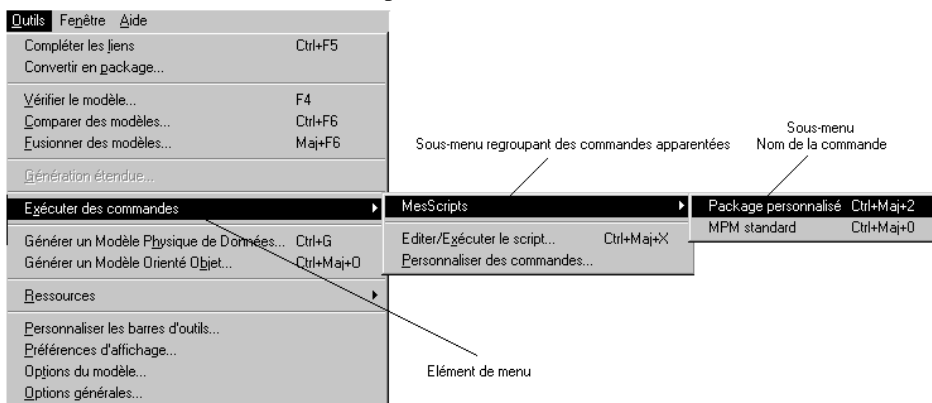 Outils Fenêtre Aide
Compléter les liens Ctrl+F5
Convertir en package...
Vérifier le modèle... F4
Comparer des modèles... Ctrl+F6
Fusionner des modèles... Maj+F6
Génération étendue...
Exécuter des commandes
Générer un Modèle Physique de Données... Ctrl+G
Générer un Modèle Orienté Objet... Ctrl+Maj+O
Ressources
Personnaliser les barres d'outils...
Préférences d'affichage...
Options du modèle...
Options générales...
Sous-menu regroupant des commandes apparentées
MesScripts
Editer/Exécuter le script... Ctrl+Maj+X
Personnaliser des commandes...
Sous-menu
Nom de la commande
Package personnalisé Ctrl+Maj+2
MPM standard Ctrl+Maj+0
Elément de menu